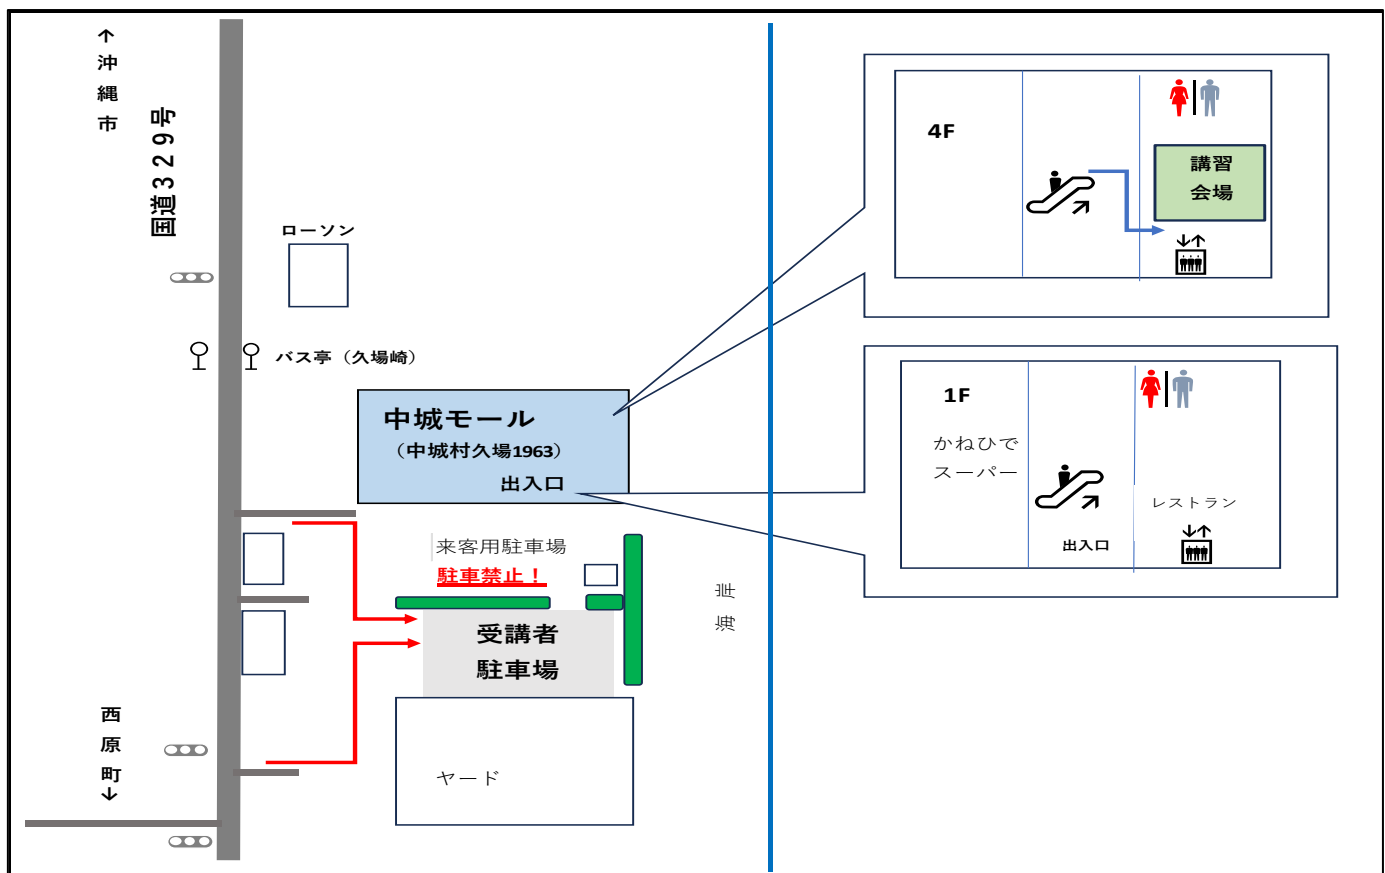 ↑沖縄市
国道329号
ローソン
バス亭（久場崎）
中城モール
（中城村久場1963）
出入口
来客用駐車場
駐車禁止！
受講者
駐車場
ヤード
西原町↓
海岸
4F
講習
会場
↓↑
1F
かねひで
スーパー
レストラン
出入口
↓↑